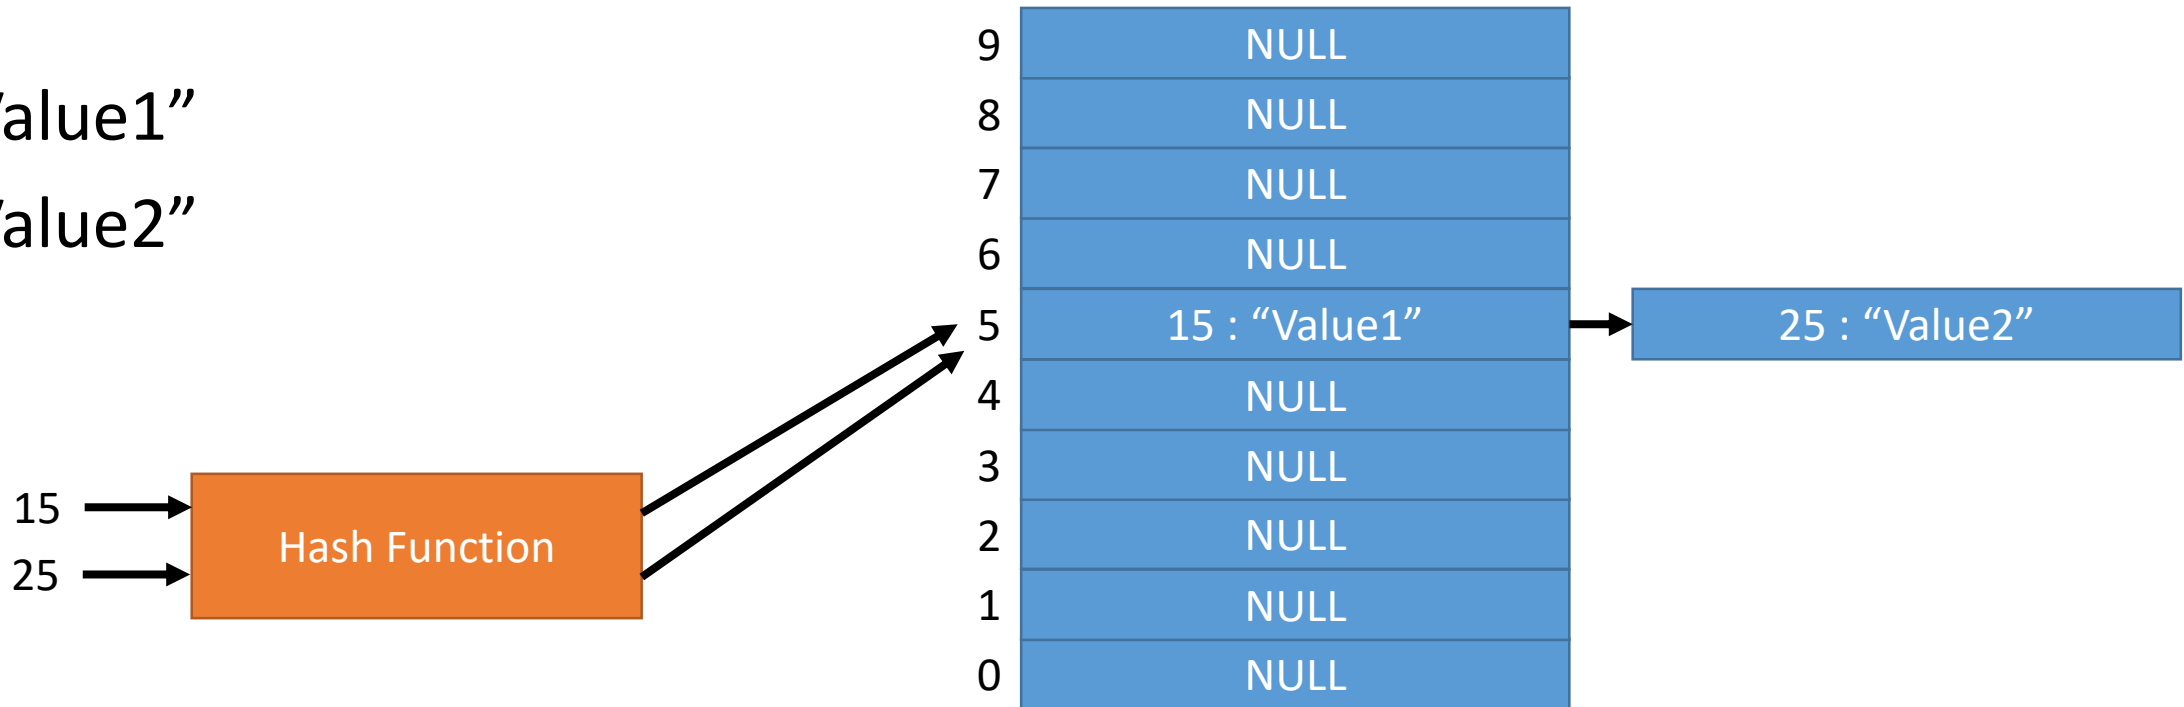 alue1”
alue2”
15
25
Hash Function
9 NULL
8 NULL
7 NULL
6 NULL
5 15 : “Value1” 25 : “Value2”
4 NULL
3 NULL
2 NULL
1 NULL
0 NULL